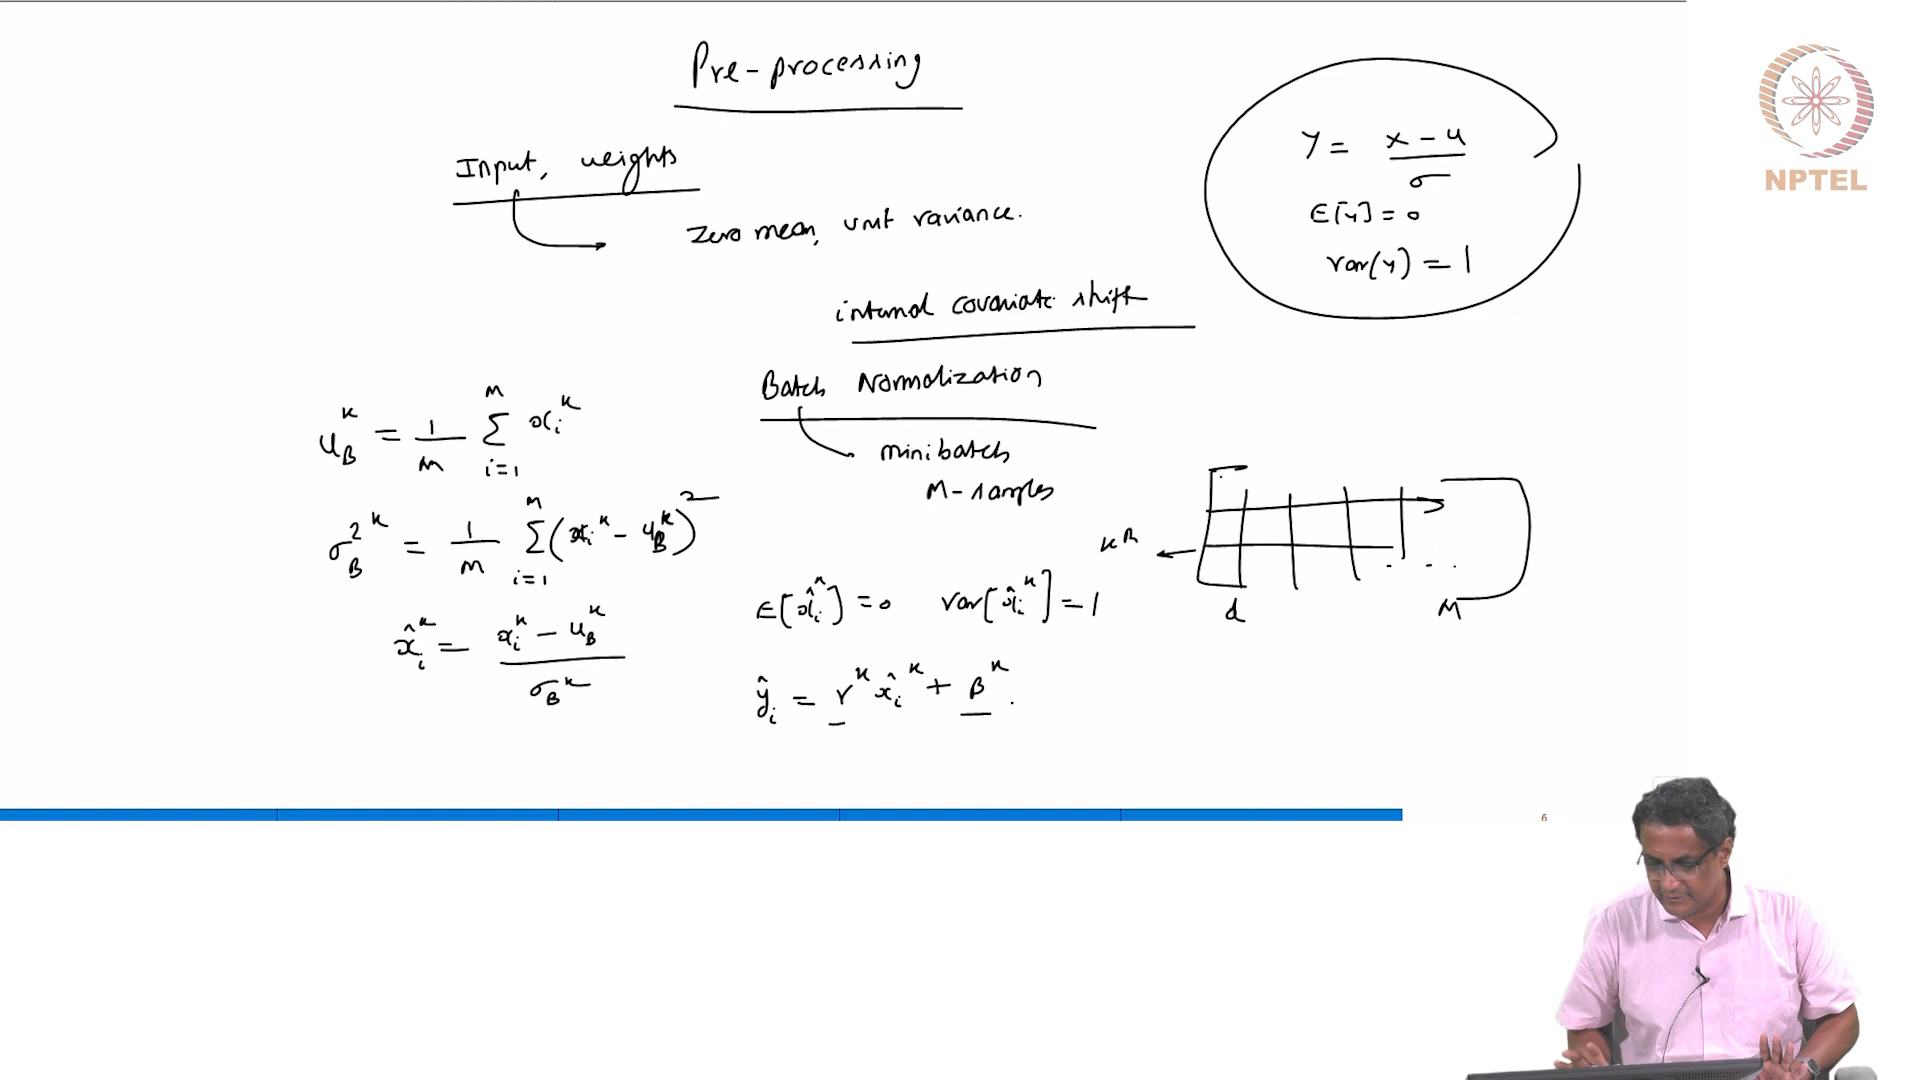 Pre-processing
Input, weights
zero mean, unit variance.
Y = x - u / σ
E[y] = 0
var(y) = 1
NPTEL
internal covariate shift
Batch Normalization
minibatch
M-samples
u_B^k = 1/m Σ_{i=1}^{m} x_i^k
σ_B^2^k = 1/m Σ_{i=1}^{m} (x_i^k - u_B^k)^2
x̂_i^k = x_i^k - u_B^k / σ_B^k
E[x̂_i^k] = 0 var[x̂_i^k] = 1
ŷ_i = γ^k x̂_i^k + β^k.
d
M
6